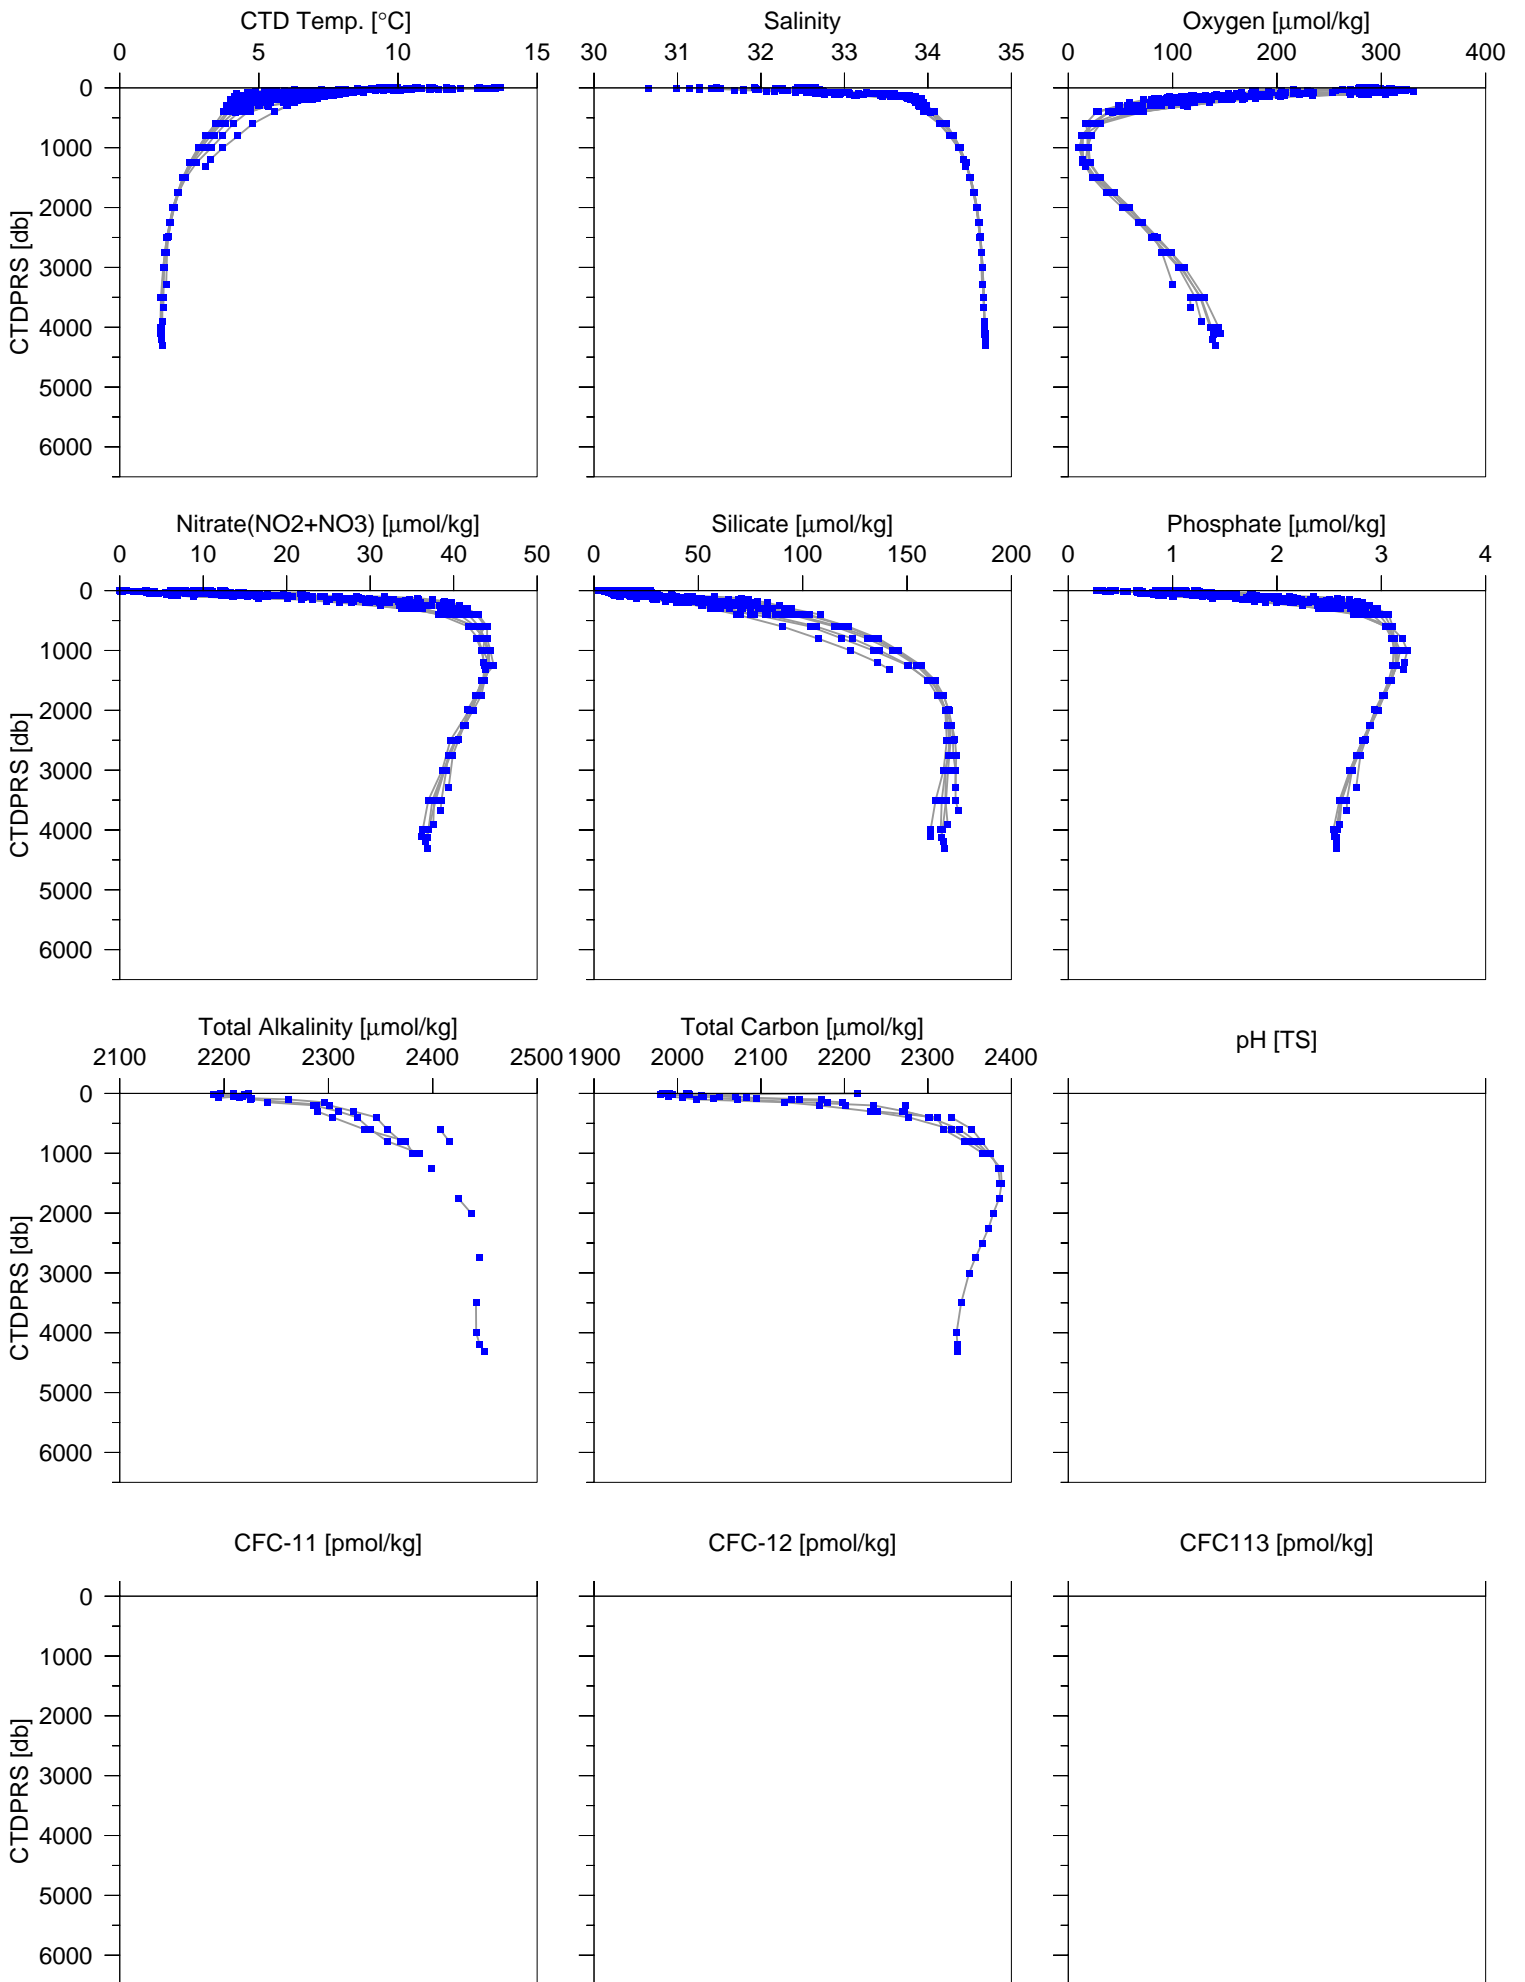 CTD Temp. [°C] Salinity Oxygen [μmol/kg]
0 5 10 15 30 31 32 33 34 35 0 100 200 300 400
0
1000
2000
3000
4000
5000
6000
CTDPRS [db]
Nitrate(NO2+NO3) [μmol/kg] Silicate [μmol/kg] Phosphate [μmol/kg]
0 10 20 30 40 50 0 50 100 150 200 0 1 2 3 4
0
1000
2000
3000
4000
5000
6000
CTDPRS [db]
Total Alkalinity [μmol/kg] Total Carbon [μmol/kg] pH [TS]
2100 2200 2300 2400 2500 1900 2000 2100 2200 2300 2400
0
1000
2000
3000
4000
5000
6000
CTDPRS [db]
CFC-11 [pmol/kg] CFC-12 [pmol/kg] CFC113 [pmol/kg]
0
1000
2000
3000
4000
5000
6000
CTDPRS [db]